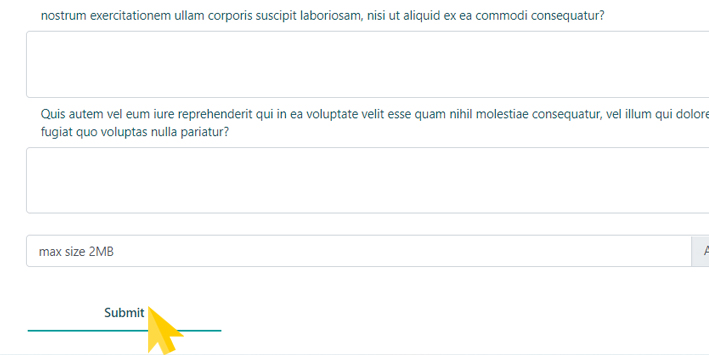 nostrum exercitationem ullam corporis suscipit laboriosam, nisi ut aliquid ex ea commodi consequatur?
Quis autem vel eum iure reprehenderit qui in ea voluptate velit esse quam nihil molestiae consequatur, vel illum qui dolore
fugiat quo voluptas nulla pariatur?
max size 2MB
Submit